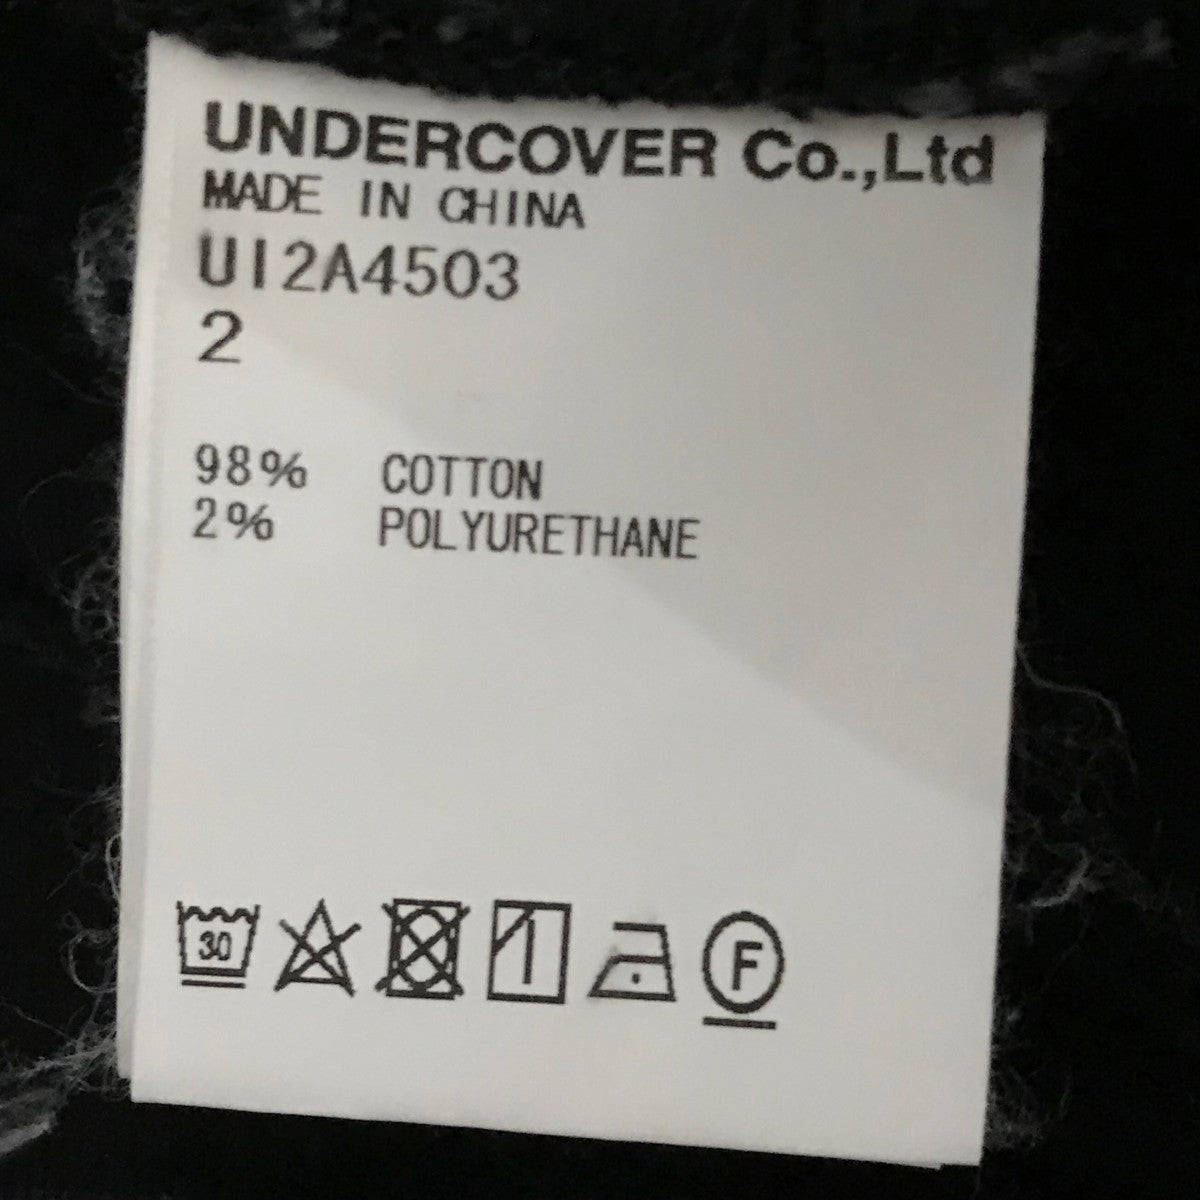 UNDERCOVER Co.,Ltd
MADE IN CHINA
UI2A4503
2
98% COTTON
2% POLYURETHANE
30 F